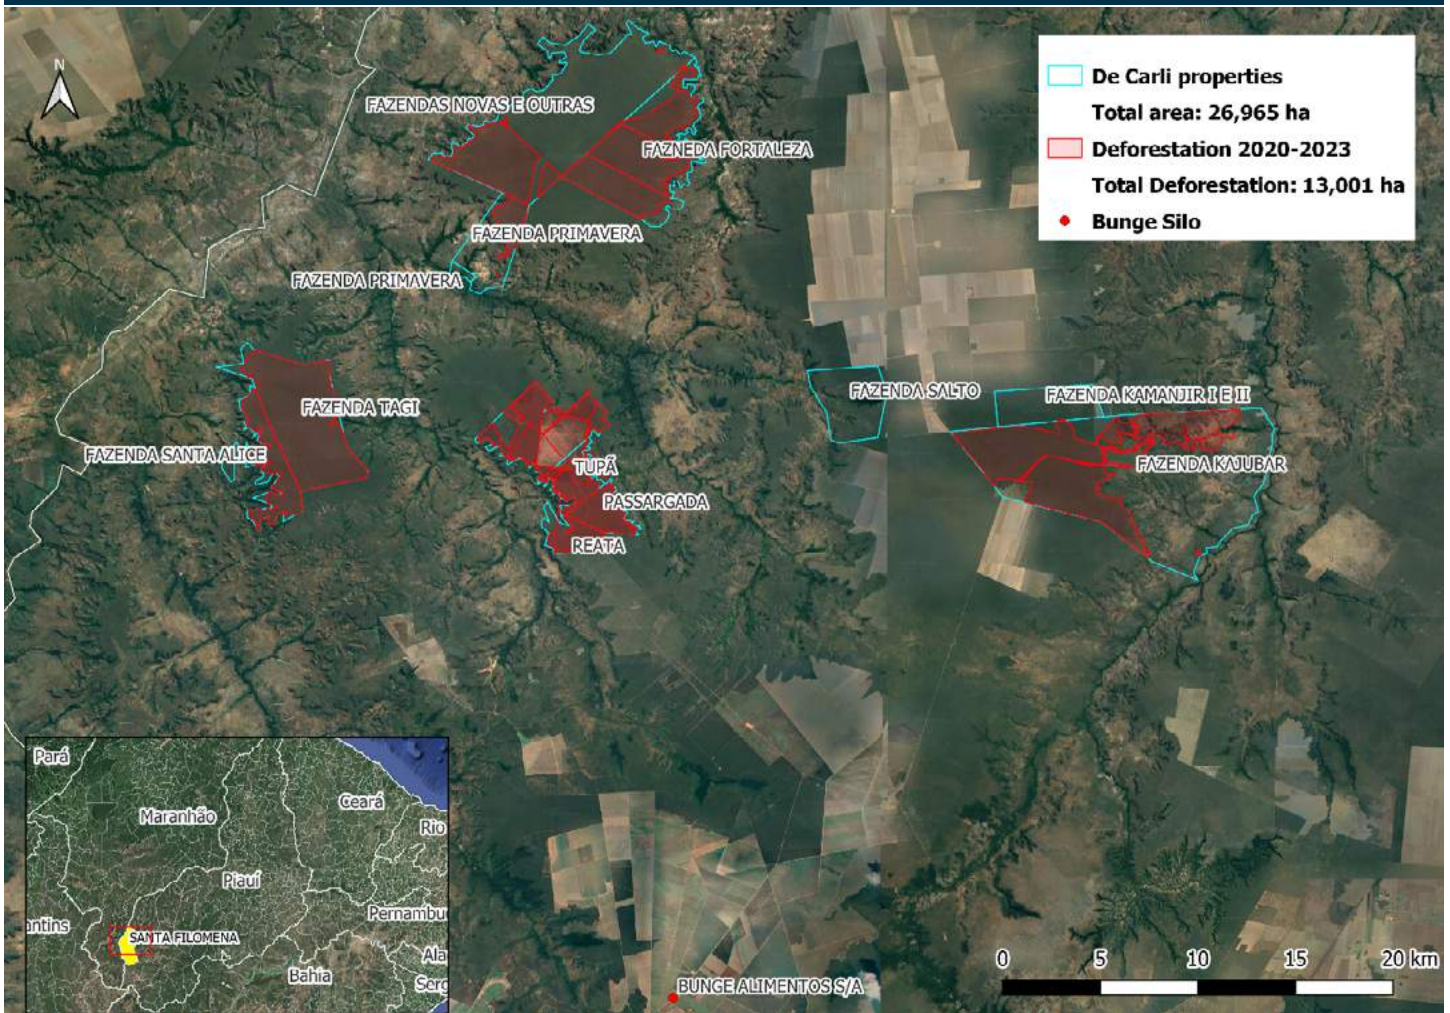 N
De Carli properties
Total area: 26,965 ha
Deforestation 2020-2023
Total Deforestation: 13,001 ha
Bunge Silo
FAZENDAS NOVAS E OUTRAS
FAZNEDA FORTALEZA
FAZENDA PRIMAVERA
FAZENDA PRIMAVERA
FAZENDA SALTO
FAZENDA KAMANJIR I E II
FAZENDA TAGI
FAZENDA SANTA ALICE
TUPÃ
FAZENDA KAJUBAR
PASSARGADA
REATA
Pará
Maranhão
Ceará
Rio
Piauí
Pernambu
antins
SANTA FILOMENA
Ala
Bahia
Serg
BUNGE ALIMENTOS S/A
0 5 10 15 20 km